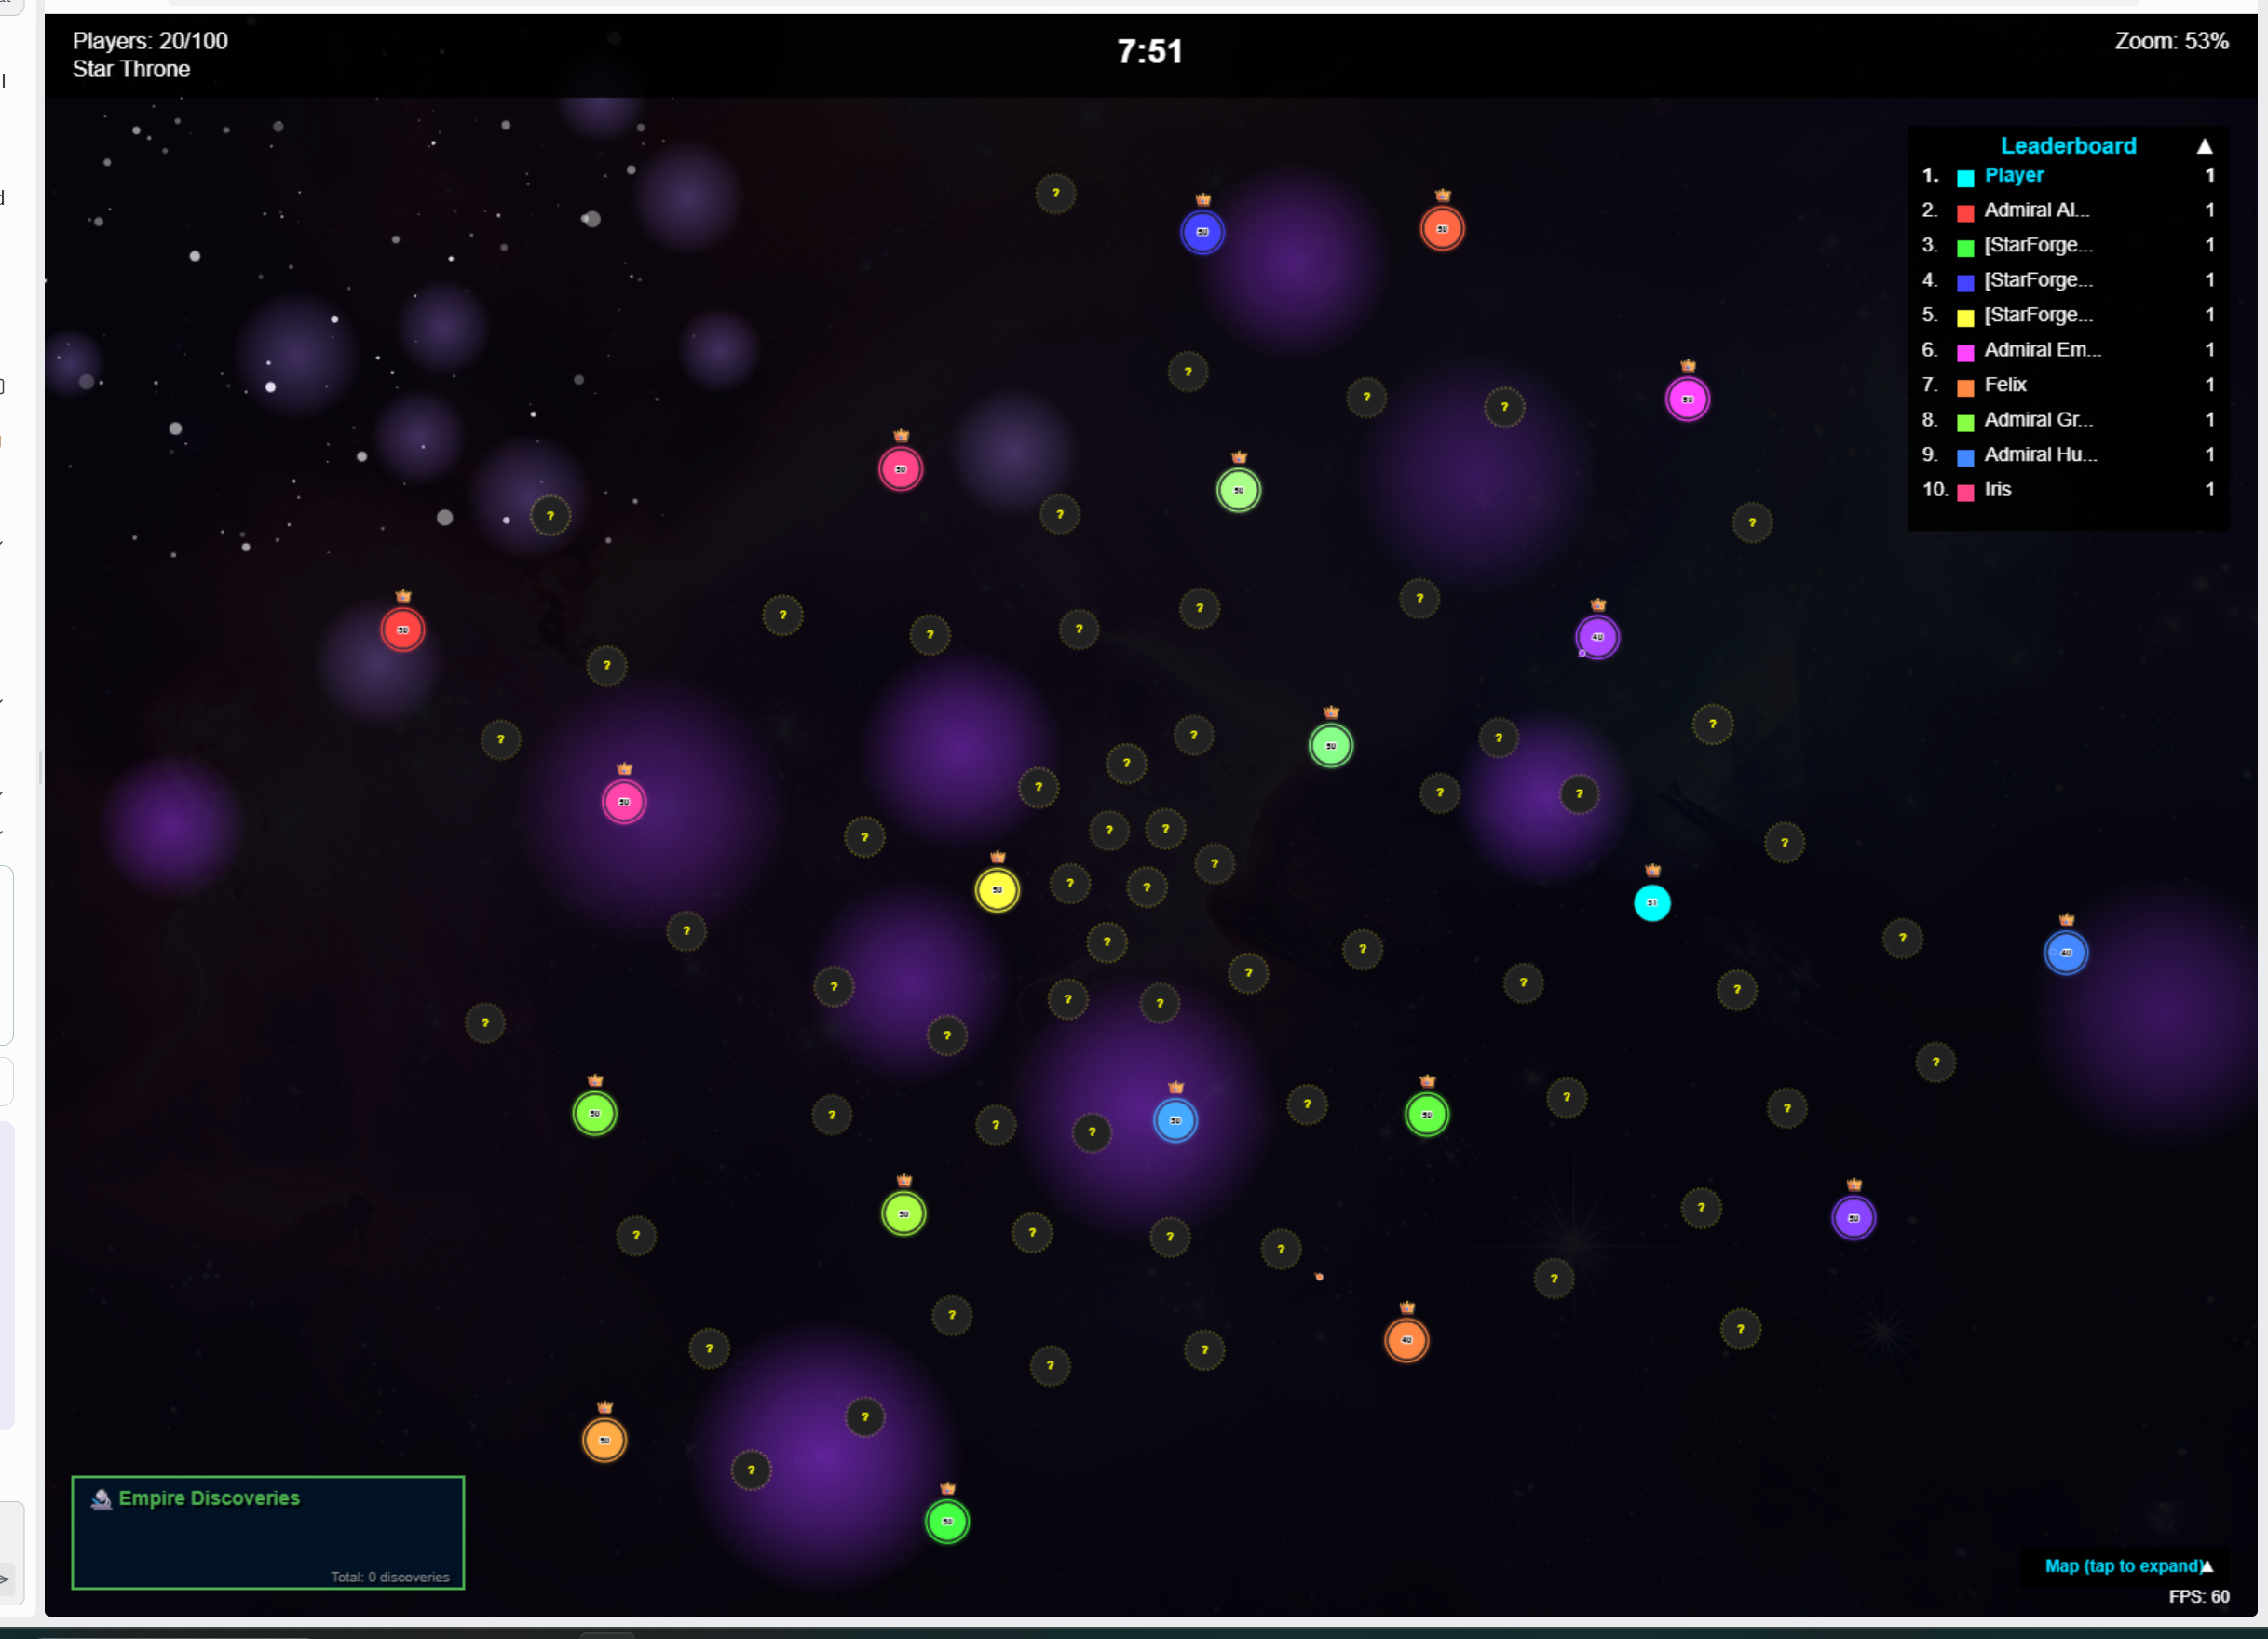 Players: 20/100
Star Throne
7:51
Zoom: 53%
Leaderboard ▲
1. Player 1
2. Admiral Al... 1
3. [StarForge... 1
4. [StarForge... 1
5. [StarForge... 1
6. Admiral Em... 1
7. Felix 1
8. Admiral Gr... 1
9. Admiral Hu... 1
10. Iris 1
Empire Discoveries
Total: 0 discoveries
Map (tap to expand)▲
FPS: 60